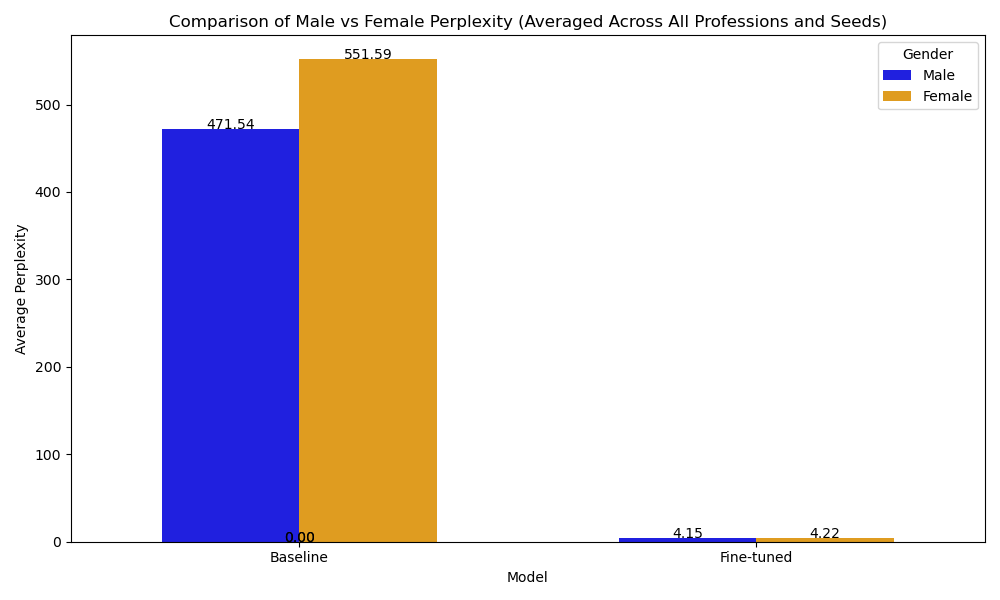 Comparison of Male vs Female Perplexity (Averaged Across All Professions and Seeds)
Gender
Male
Female
Average Perplexity
500
400
300
200
100
0
471.54
551.59
0.00
4.15
4.22
Baseline
Fine-tuned
Model